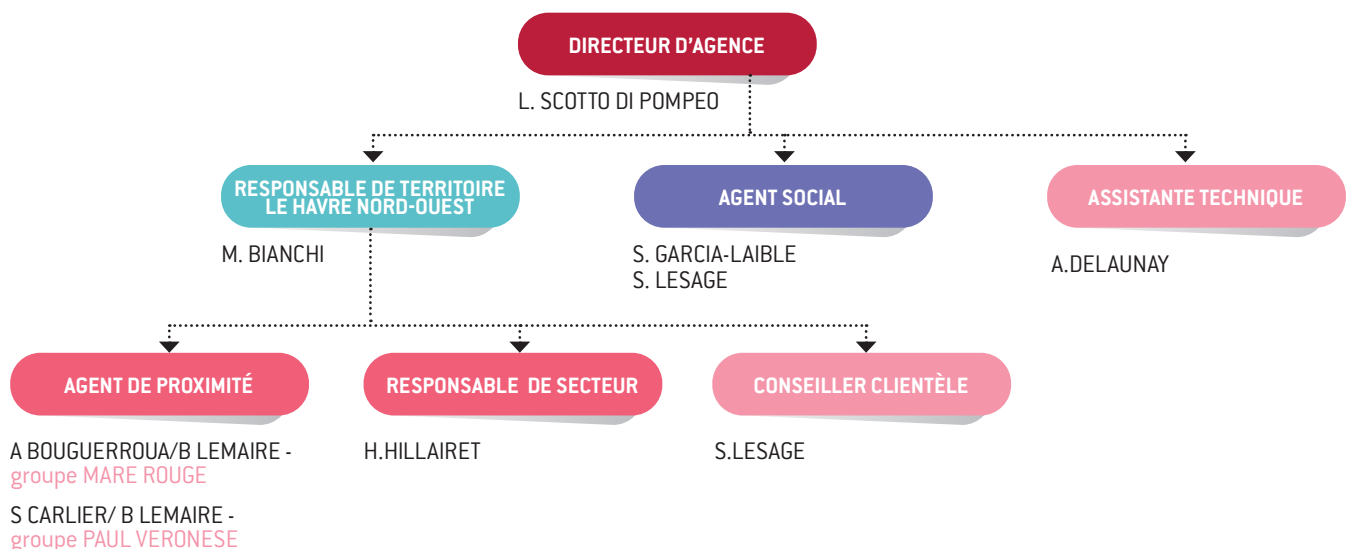 DIRECTEUR D'AGENCE
L. SCOTTO DI POMPEO
RESPONSABLE DE TERRITOIRE
LE HAVRE NORD-OUEST
M. BIANCHI
AGENT SOCIAL
S. GARCIA-LAIBLE
S. LESAGE
ASSISTANTE TECHNIQUE
A.DELAUNAY
AGENT DE PROXIMITÉ
A BOUGUERROUA/B LEMAIRE -
groupe MARE ROUGE
S CARLIER/ B LEMAIRE -
groupe PAUL VERONESE
RESPONSABLE DE SECTEUR
H.HILLAIRET
CONSEILLER CLIENTÈLE
S.LESAGE